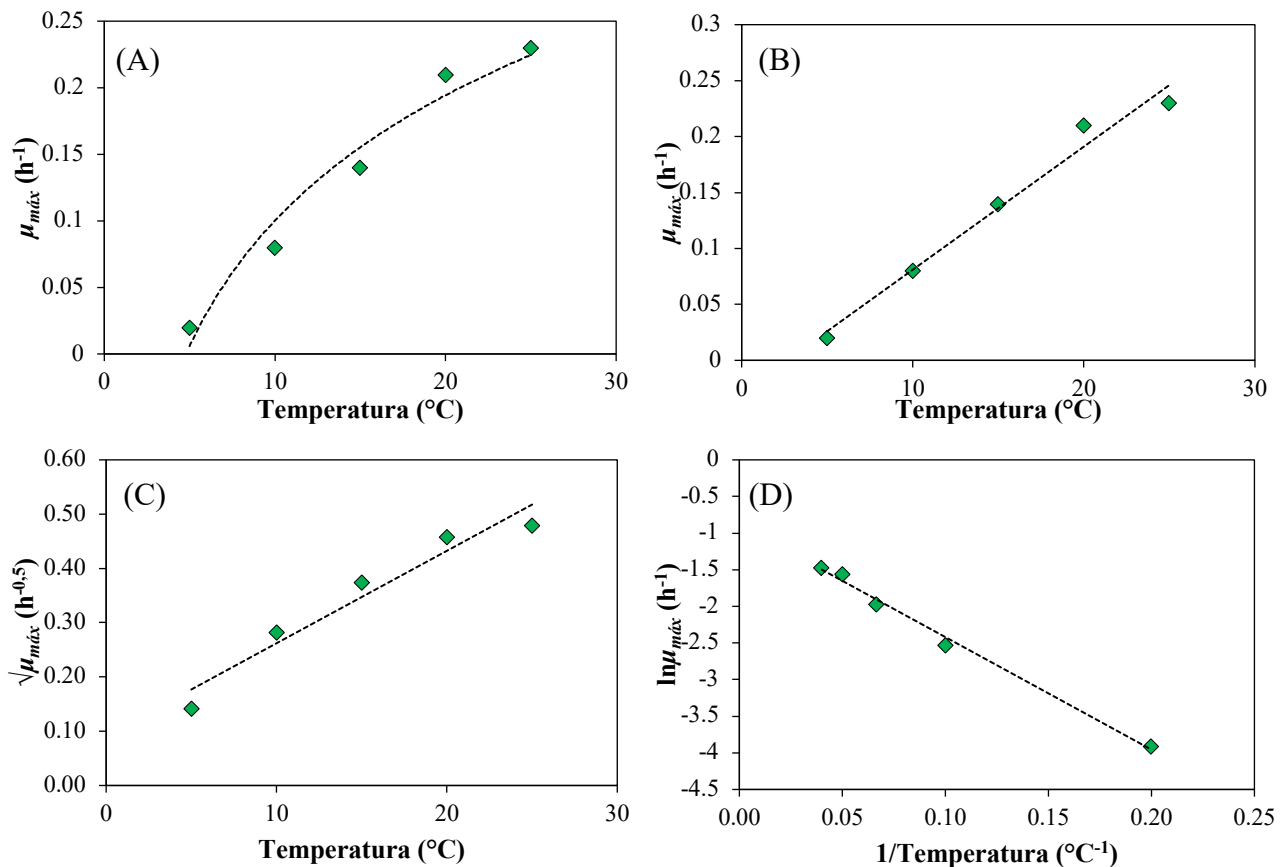 (A)
0.25
0.2
0.15
0.1
0.05
0
0 10 20 30
μmáx (h-1)
Temperatura (°C)
(B)
0.3
0.25
0.2
0.15
0.1
0.05
0
0 10 20 30
μmáx (h-1)
Temperatura (°C)
(C)
0.60
0.50
0.40
0.30
0.20
0.10
0.00
0 10 20 30
√μmáx (h-0,5)
Temperatura (°C)
(D)
0
-0.5
-1
-1.5
-2
-2.5
-3
-3.5
-4
-4.5
0.00 0.05 0.10 0.15 0.20 0.25
lnμmáx (h-1)
1/Temperatura (°C-1)